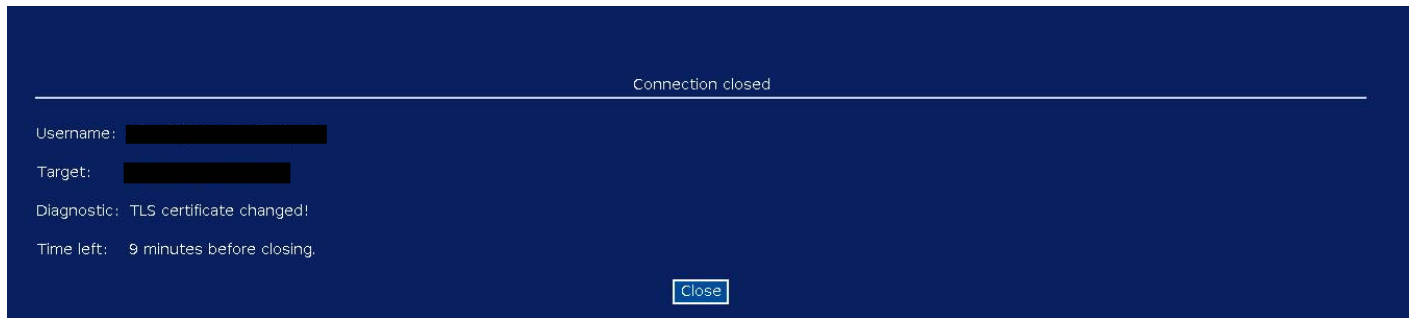 Connection closed
Username:
Target:
Diagnostic: TLS certificate changed!
Time left: 9 minutes before closing.
Close